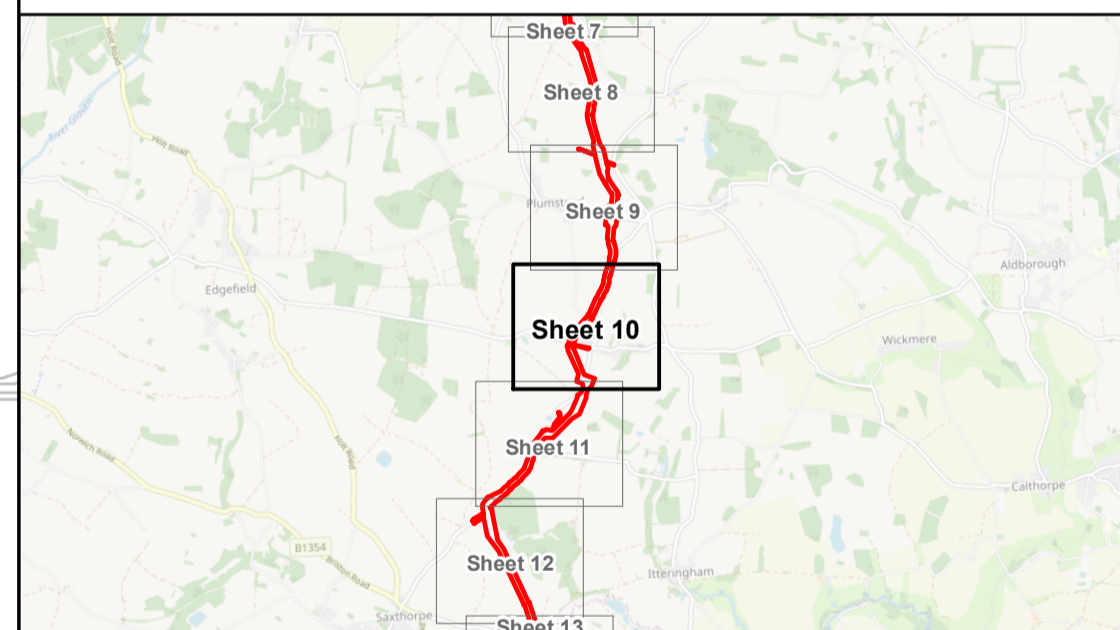 Sheet 7
Holt Road
Sheet 8
River Glaven
Holt Road
Plumst
Sheet 9
Aldborough
Edgefield
Sheet 10
Wickmere
Norwich Road
Holt Road
Sheet 11
Calthorpe
B1354
Briston Road
Sheet 12
Itteringham
Saxthorpe
Sheet 13